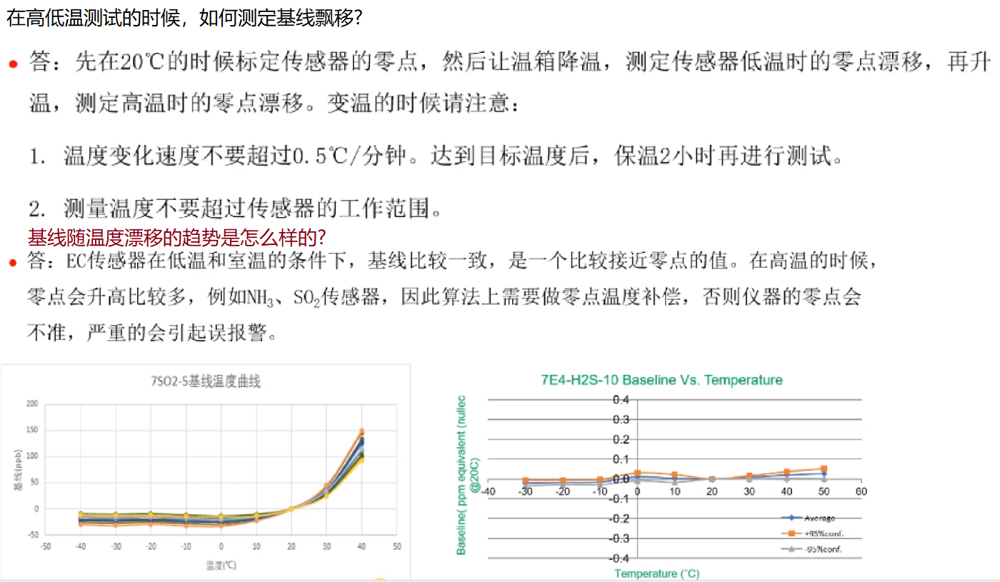 在高低温测试的时候，如何测定基线飘移?
答：先在20℃的时候标定传感器的零点，然后让温箱降温，测定传感器低温时的零点漂移，再升
温，测定高温时的零点漂移。变温的时候请注意：
1. 温度变化速度不要超过0.5℃/分钟。达到目标温度后，保温2小时再进行测试。
2. 测量温度不要超过传感器的工作范围。
基线随温度漂移的趋势是怎么样的?
答：EC传感器在低温和室温的条件下，基线比较一致，是一个比较接近零点的值。在高温的时候，
零点会升高比较多，例如NH₃、SO₂传感器，因此算法上需要做零点温度补偿，否则仪器的零点会
不准，严重的会引起误报警。
7SO2-5基线温度曲线
基线(ppb)
200
150
100
50
0
-50
-50 -40 -30 -20 -10 0 10 20 30 40 50
温度(℃)
7E4-H2S-10 Baseline Vs. Temperature
Baseline( ppm equivalent (nullec
@20C)
0.4
0.3
0.2
0.1
0.0
-40 -30 -20 -10 0 10 20 30 40 50 60
-0.1
-0.2
-0.3
-0.4
Average
+95%conf.
-95%conf.
Temperature (°C)